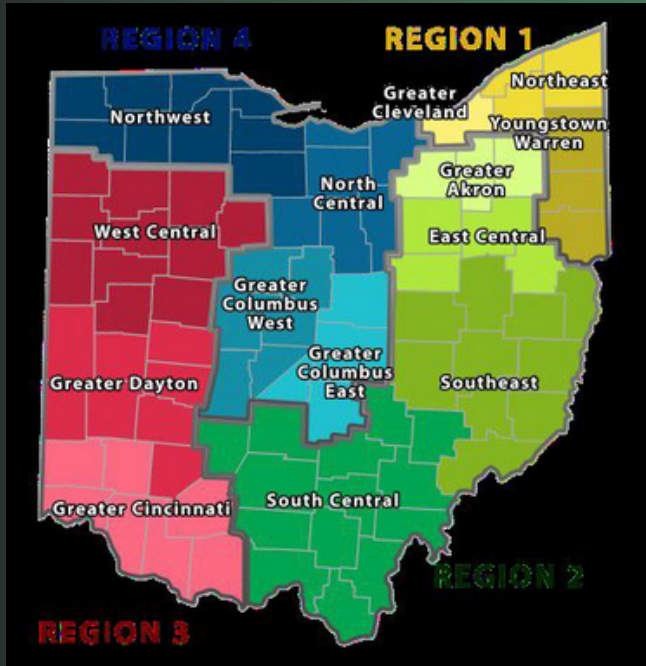 REGION 4
REGION 1
Northeast
Greater
Cleveland
Northwest
Youngstown
Warren
Greater
Akron
North
Central
West Central
East Central
Greater
Columbus
West
Greater
Columbus
East
Greater Dayton
Southeast
South Central
Greater Cincinnati
REGION 2
REGION 3